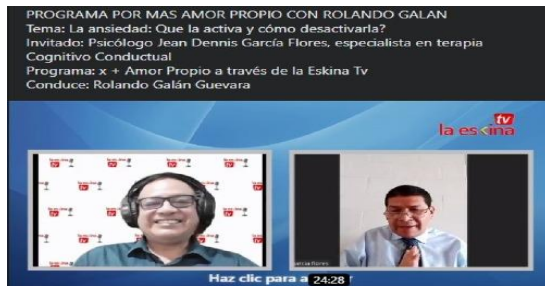 PROGRAMA POR MAS AMOR PROPIO CON ROLANDO GALAN
Tema: La ansiedad: Que la activa y cómo desactivarla?
Invitado: Psicólogo Jean Dennis García Flores, especialista en terapia
Cognitivo Conductual
Programa: x + Amor Propio a través de la Eskina Tv
Conduce: Rolando Galán Guevara
tv
la eskina
arcia Flores
Haz clic para a
24:28